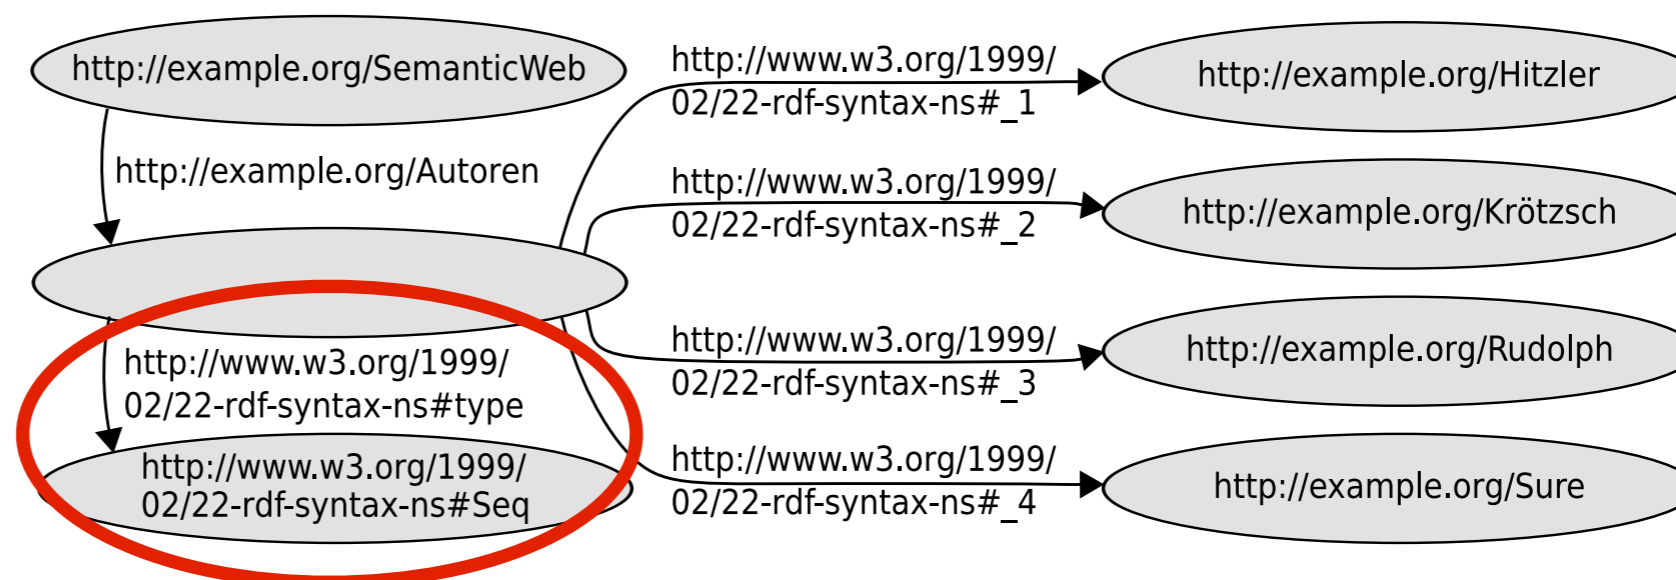 http://example.org/SemanticWeb
http://example.org/Autoren
http://www.w3.org/1999/
02/22-rdf-syntax-ns#type
http://www.w3.org/1999/
02/22-rdf-syntax-ns#Seq
http://www.w3.org/1999/
02/22-rdf-syntax-ns#_1
http://example.org/Hitzler
http://www.w3.org/1999/
02/22-rdf-syntax-ns#_2
http://example.org/Krötzsch
http://www.w3.org/1999/
02/22-rdf-syntax-ns#_3
http://example.org/Rudolph
http://www.w3.org/1999/
02/22-rdf-syntax-ns#_4
http://example.org/Sure